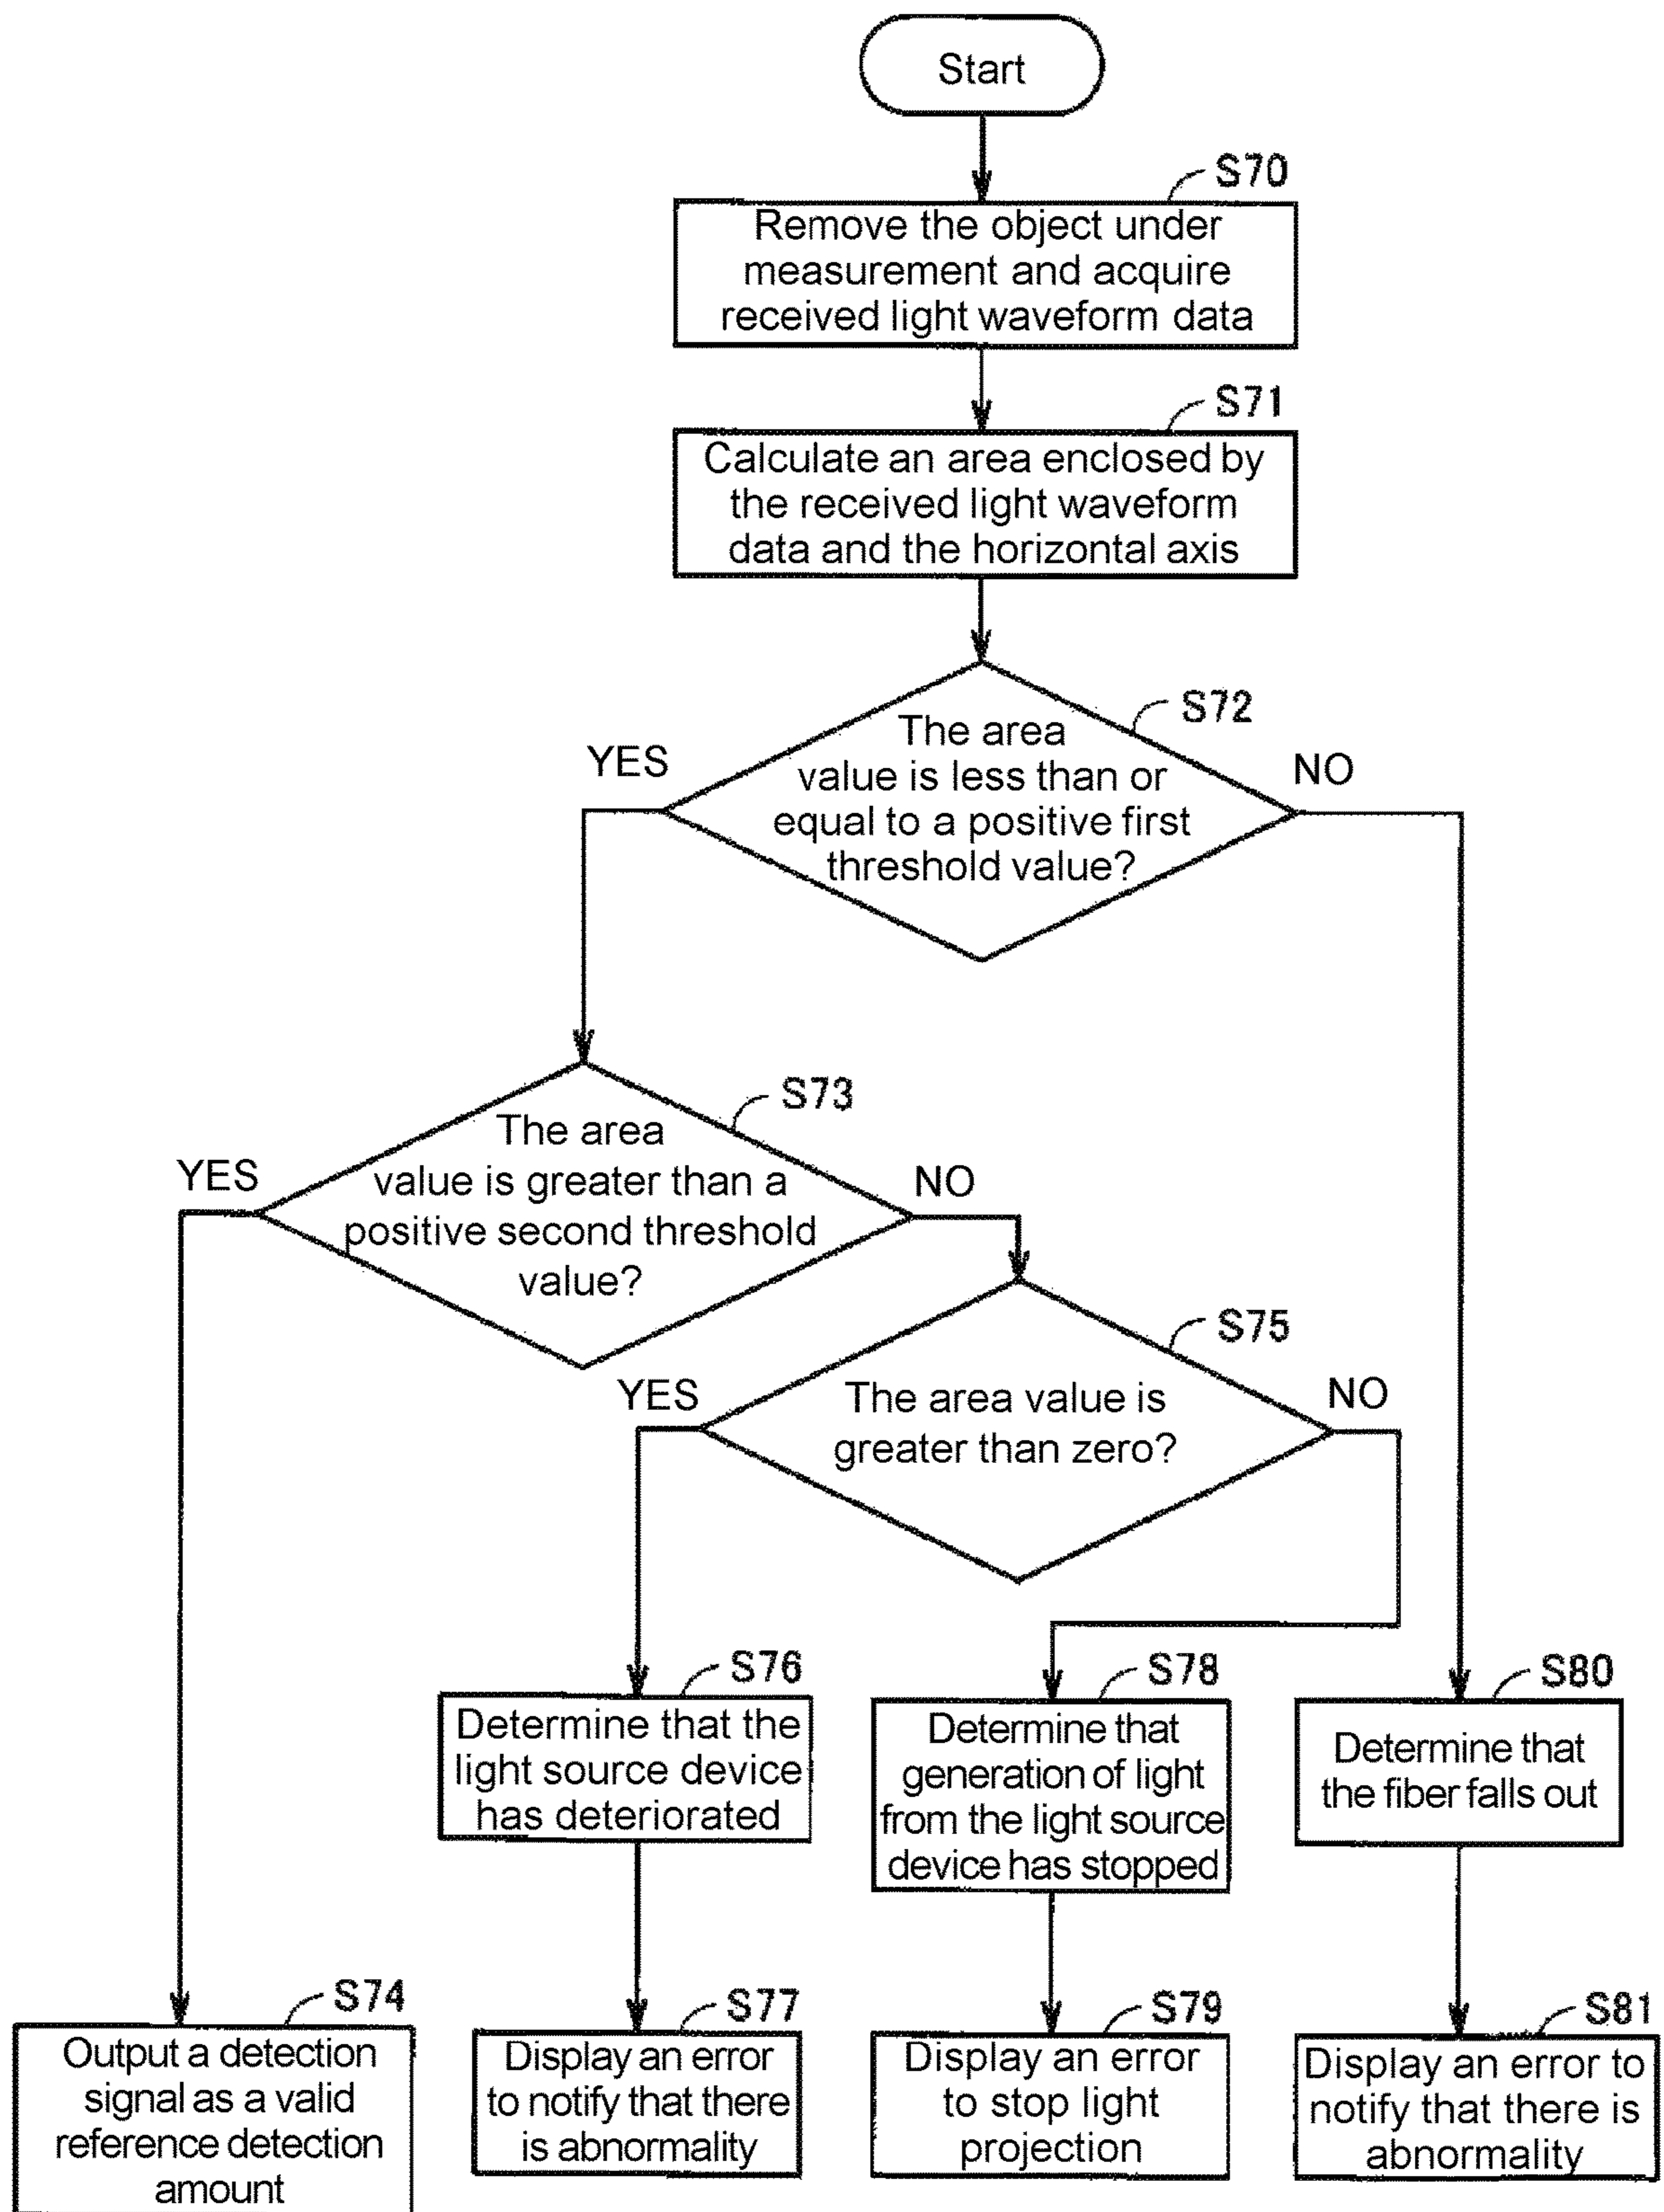 Start
S70
Remove the object under
measurement and acquire
received light waveform data
S71
Calculate an area enclosed by
the received light waveform
data and the horizontal axis
S72
The area
value is less than or
equal to a positive first
threshold value?
YES
NO
S73
The area
value is greater than a
positive second threshold
value?
YES
NO
S75
The area value is
greater than zero?
YES
NO
S76
Determine that the
light source device
has deteriorated
S78
Determine that
generation of light
from the light source
device has stopped
S80
Determine that
the fiber falls out
S74
Output a detection
signal as a valid
reference detection
amount
S77
Display an error
to notify that there
is abnormality
S79
Display an error
to stop light
projection
S81
Display an error to
notify that there is
abnormality